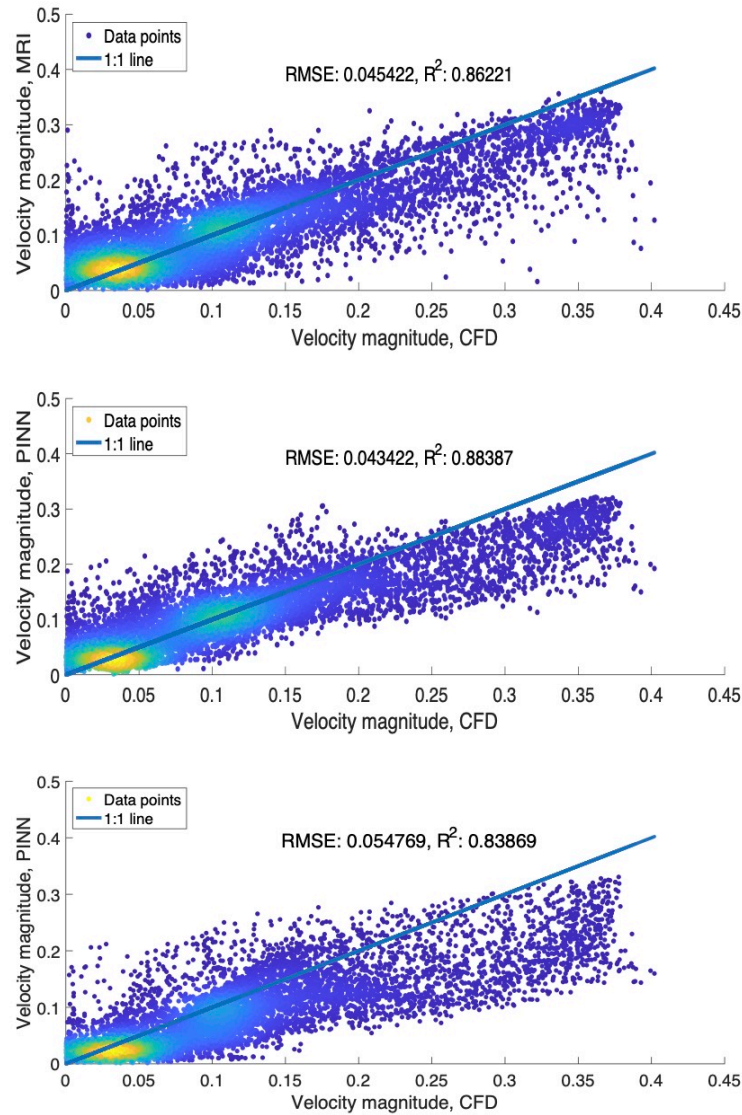 0.5
Data points
1:1 line
0.4
RMSE: 0.045422, R2: 0.86221
0.3
0.2
0.1
0
Velocity magnitude, MRI
0 0.05 0.1 0.15 0.2 0.25 0.3 0.35 0.4 0.45
Velocity magnitude, CFD
0.5
Data points
1:1 line
0.4
RMSE: 0.043422, R2: 0.88387
0.3
0.2
0.1
0
Velocity magnitude, PINN
0 0.05 0.1 0.15 0.2 0.25 0.3 0.35 0.4 0.45
Velocity magnitude, CFD
0.5
Data points
1:1 line
0.4
RMSE: 0.054769, R2: 0.83869
0.3
0.2
0.1
0
Velocity magnitude, PINN
0 0.05 0.1 0.15 0.2 0.25 0.3 0.35 0.4 0.45
Velocity magnitude, CFD